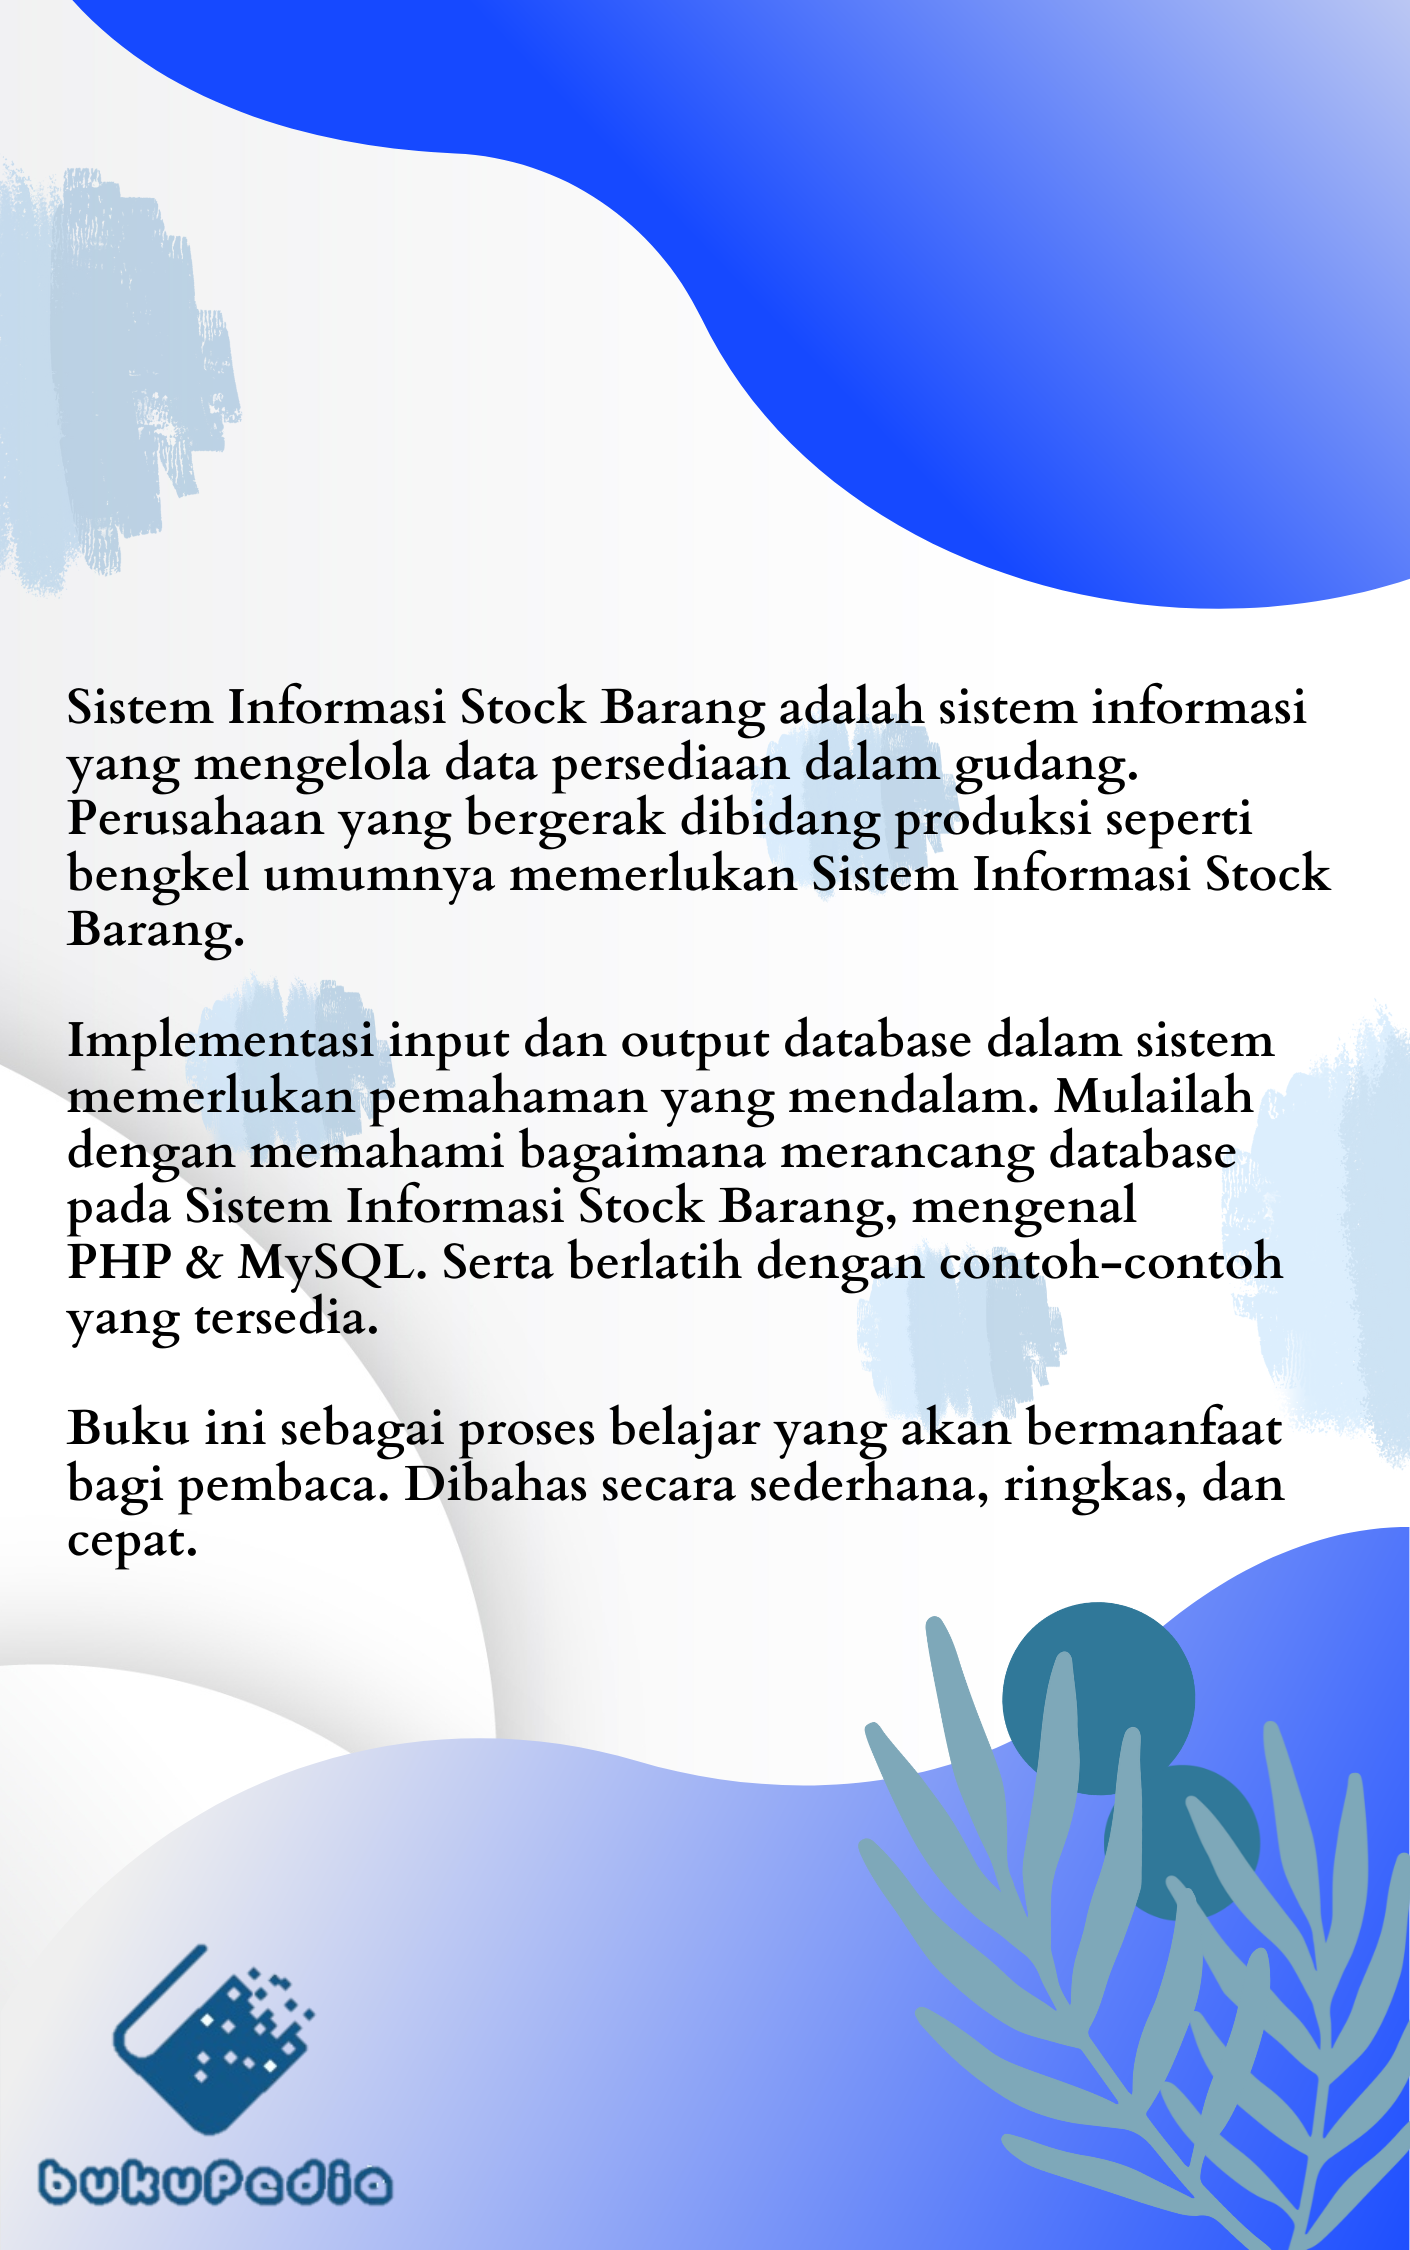 Sistem Informasi Stock Barang adalah sistem informasi
yang mengelola data persediaan dalam gudang.
Perusahaan yang bergerak dibidang produksi seperti
bengkel umumnya memerlukan Sistem Informasi Stock
Barang.
Implementasi input dan output database dalam sistem
memerlukan pemahaman yang mendalam. Mulailah
dengan memahami bagaimana merancang database
pada Sistem Informasi Stock Barang, mengenal
PHP & MySQL. Serta berlatih dengan contoh-contoh
yang tersedia.
Buku ini sebagai proses belajar yang akan bermanfaat
bagi pembaca. Dibahas secara sederhana, ringkas, dan
cepat.
bukuPedia